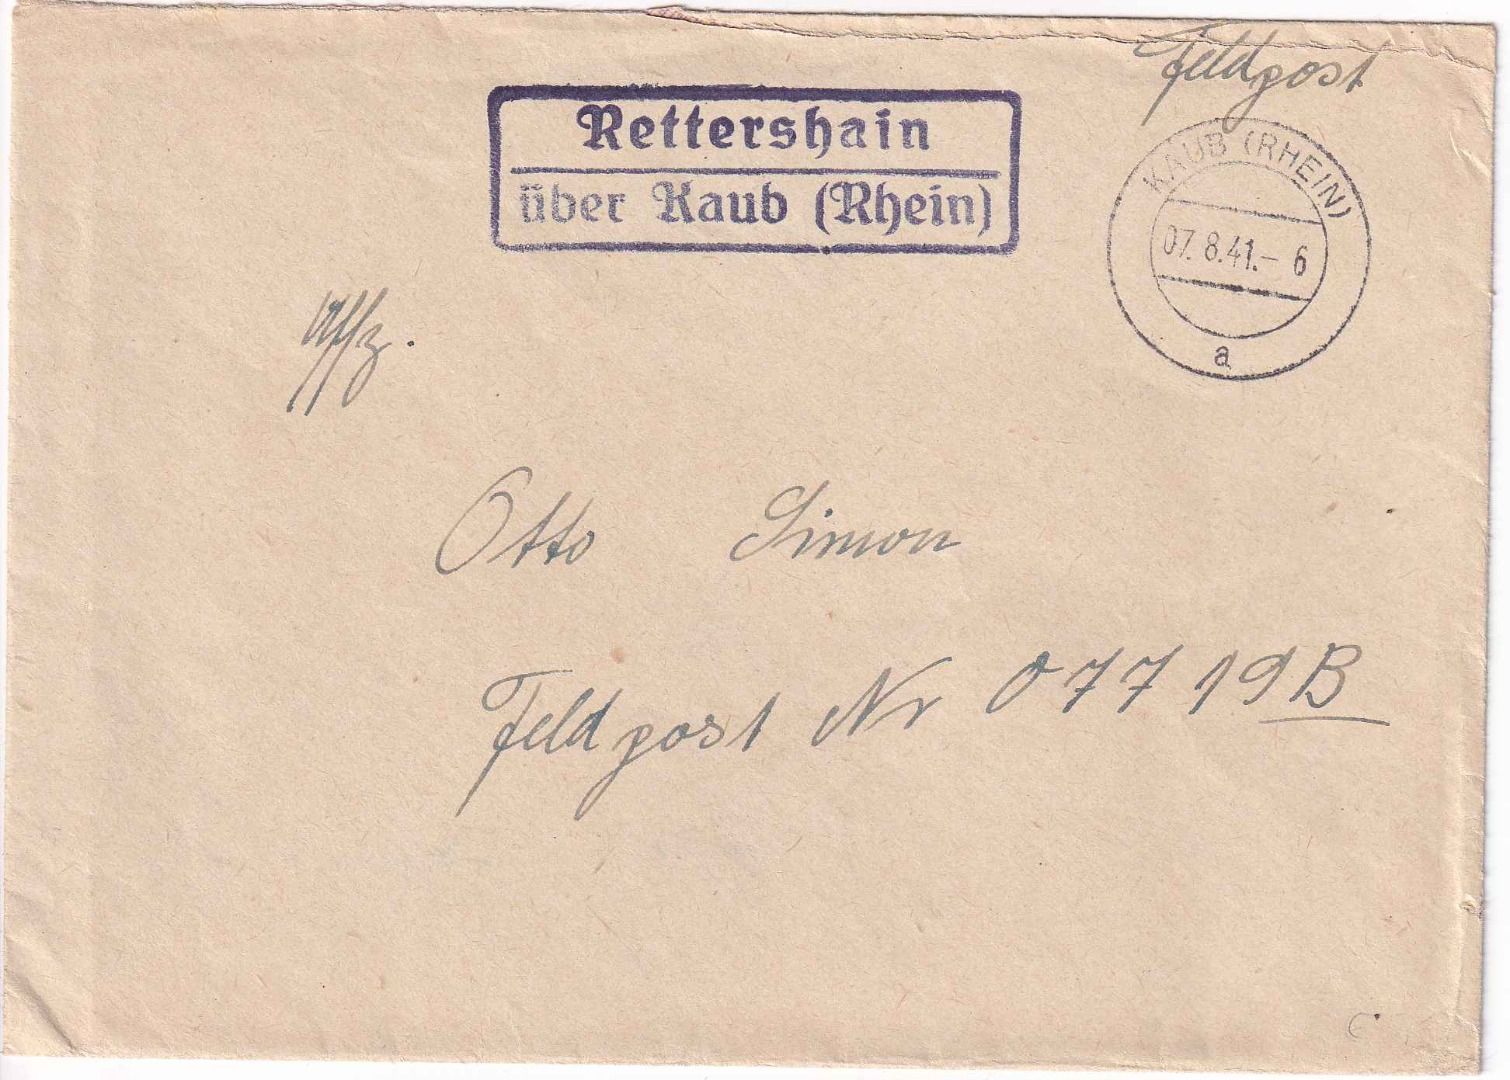 Feldpost
Rettershain
über Kaub (Rhein)
KAUB (RHEIN)
07.8.41.- 6
a
Uffz.
Otto Simon
Feldpost Nr 07719B